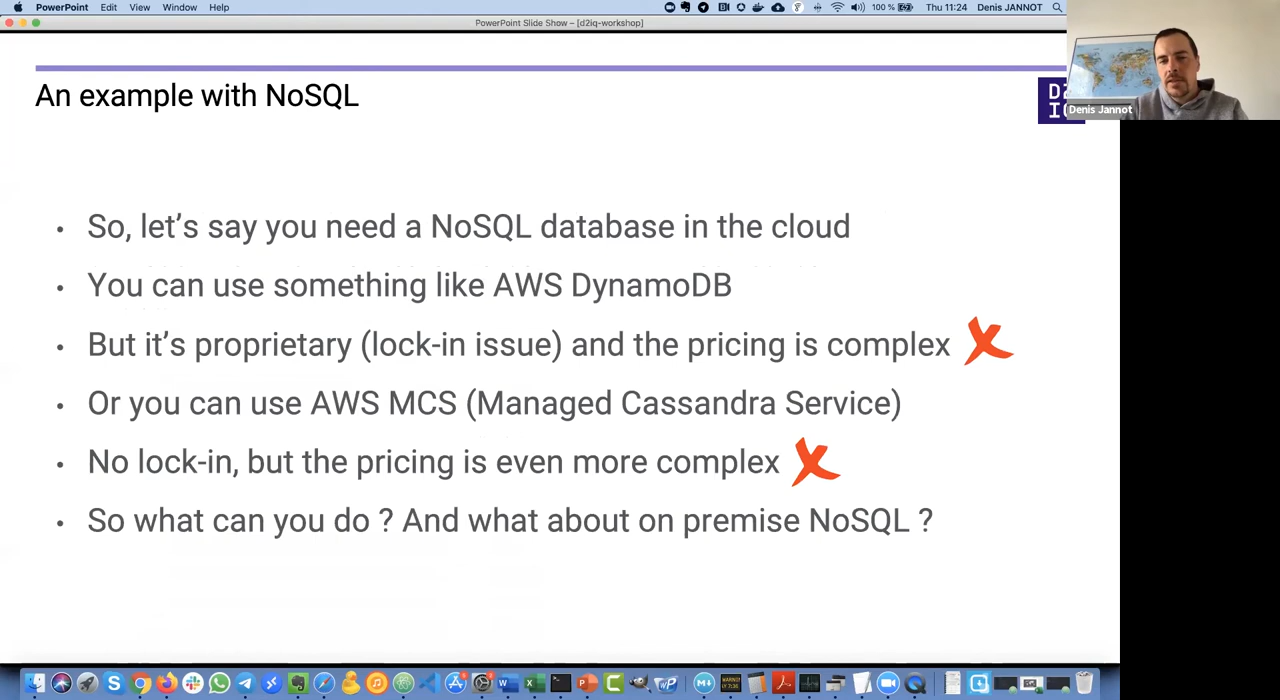 PowerPoint Edit View Window Help 100 % Thu 11:24 Denis JANNOT
PowerPoint Slide Show – [d2iq-workshop]
An example with NoSQL
D2
IQ
Denis Jannot
• So, let’s say you need a NoSQL database in the cloud
• You can use something like AWS DynamoDB
• But it’s proprietary (lock-in issue) and the pricing is complex
• Or you can use AWS MCS (Managed Cassandra Service)
• No lock-in, but the pricing is even more complex
• So what can you do ? And what about on premise NoSQL ?